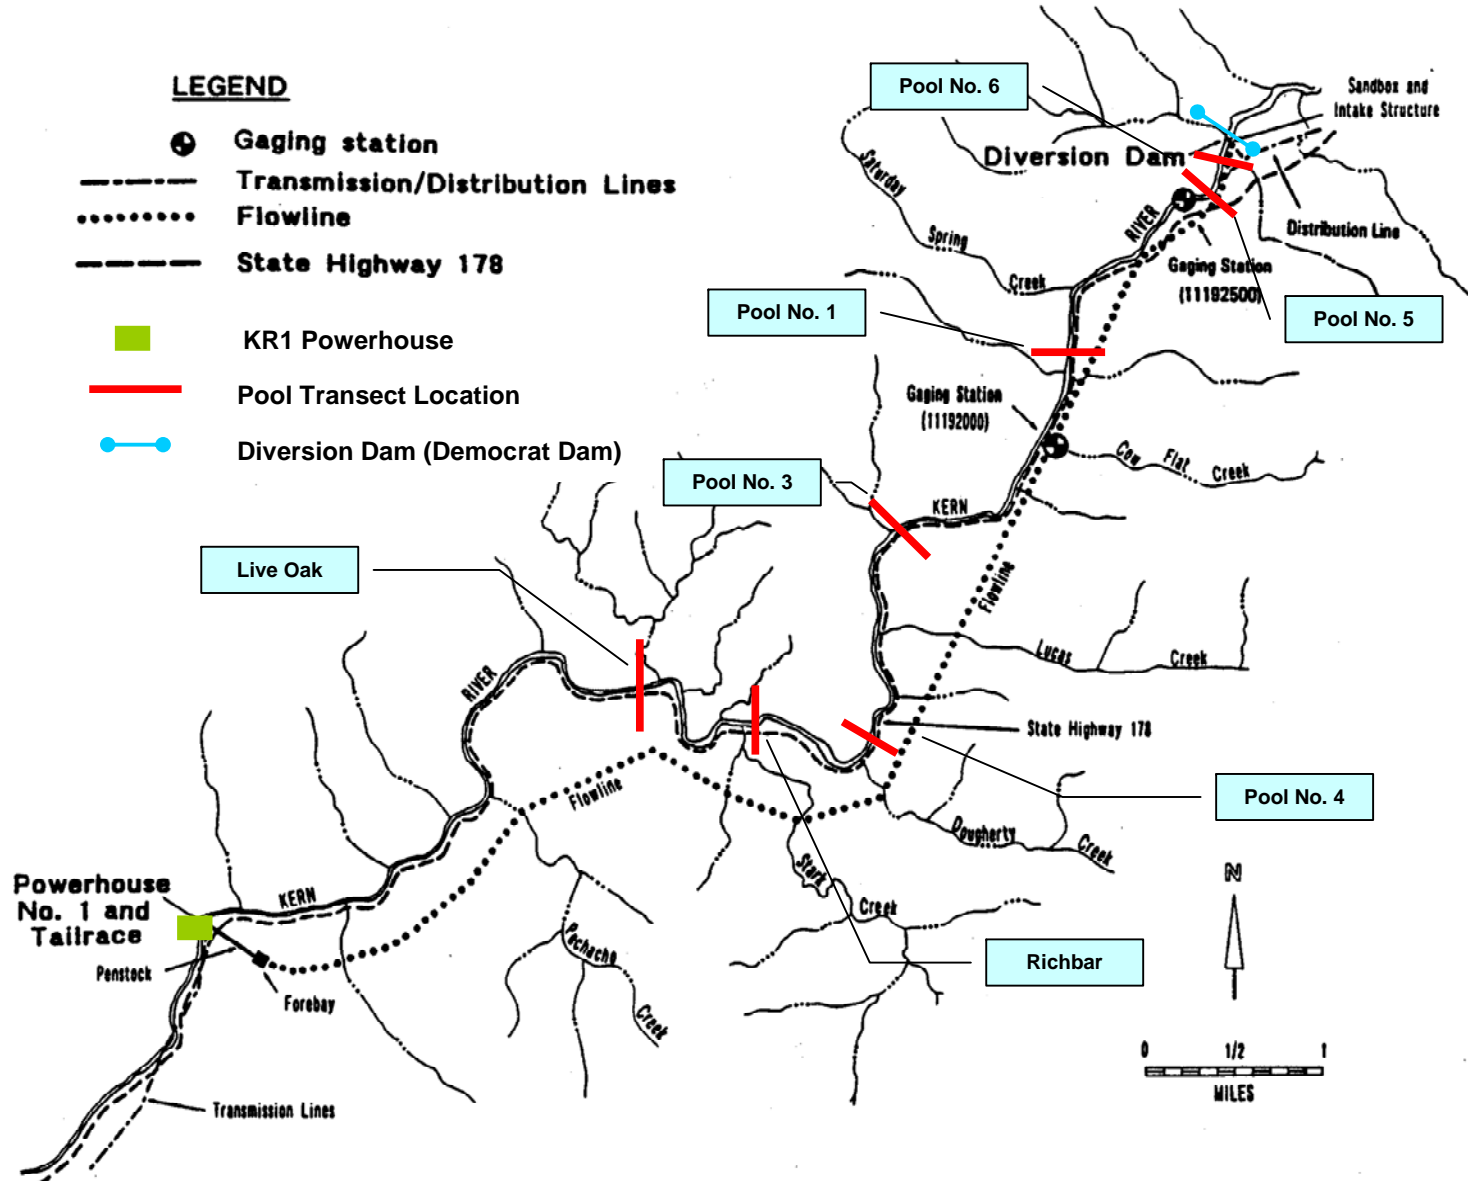 LEGEND
Gaging station
Transmission/Distribution Lines
Flowline
State Highway 178
KR1 Powerhouse
Pool Transect Location
Diversion Dam (Democrat Dam)
Pool No. 6
Sandbox and
Intake Structure
Diversion Dam
Saturday
Spring
Creek
RIVER
Distribution Line
Gaging Station
(11192500)
Pool No. 5
Pool No. 1
Gaging Station
(11192000)
Cow Flat Creek
Pool No. 3
KERN
Live Oak
Flowline
Lucas Creek
RIVER
State Highway 178
Flowline
Pool No. 4
Dougherty Creek
Stark
Creek
Powerhouse
No. 1 and
Tailrace
KERN
Penstock
Forebay
Pechacho
Creek
Richbar
N
0 1/2 1
MILES
Transmission Lines